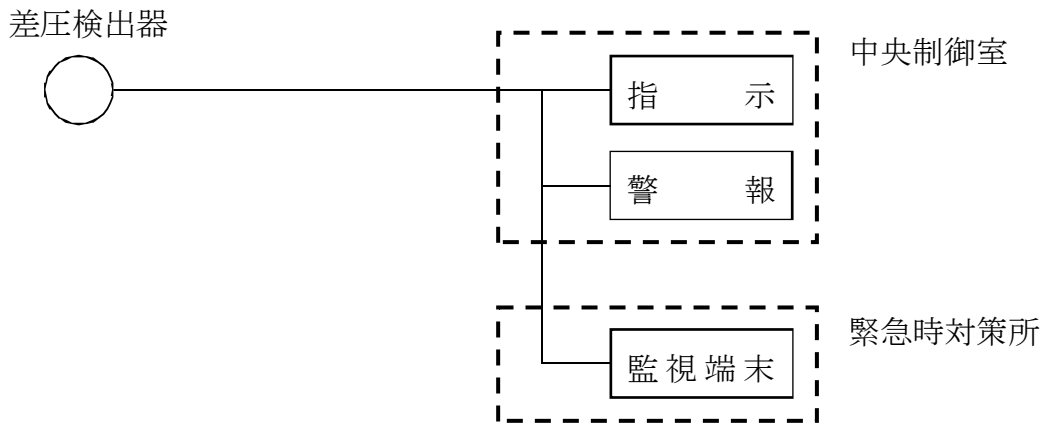 差圧検出器
中央制御室
指示
警報
緊急時対策所
監視端末